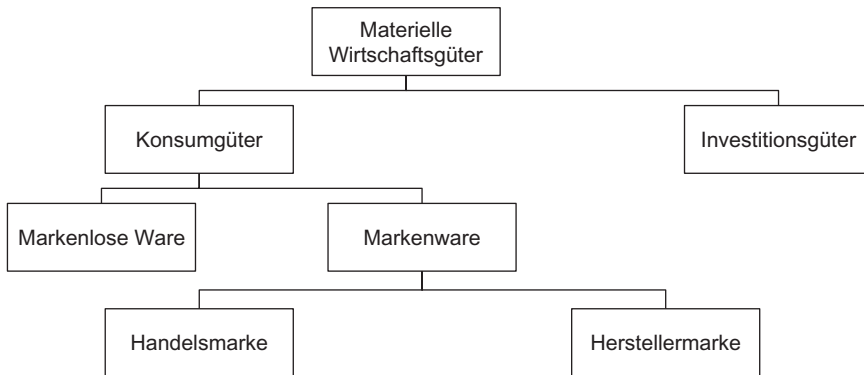 Materielle
Wirtschaftsgüter
Konsumgüter
Investitionsgüter
Markenlose Ware
Markenware
Handelsmarke
Herstellermarke